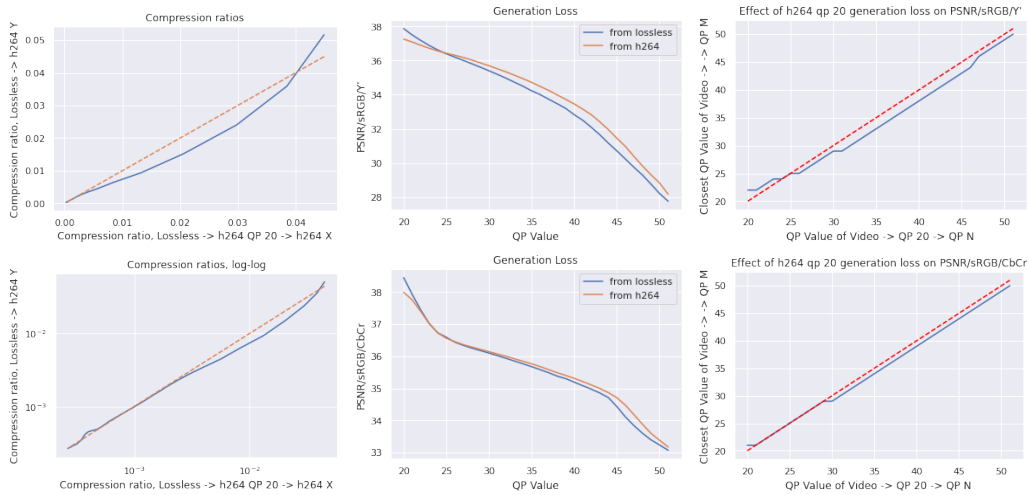 Compression ratios
Compression ratio, Lossless -> h264 Y
0.05
0.04
0.03
0.02
0.01
0.00
0.00 0.01 0.02 0.03 0.04
Compression ratio, Lossless -> h264 QP 20 -> h264 X
Generation Loss
PSNR/sRGB/Y'
38
36
34
32
30
28
from lossless
from h264
20 25 30 35 40 45 50
QP Value
Effect of h264 qp 20 generation loss on PSNR/sRGB/Y'
Closest QP Value of Video -> -> QP M
50
45
40
35
30
25
20
20 25 30 35 40 45 50
QP Value of Video -> QP 20 -> QP N
Compression ratios, log-log
Compression ratio, Lossless -> h264 Y
10⁻²
10⁻³
10⁻³ 10⁻²
Compression ratio, Lossless -> h264 QP 20 -> h264 X
Generation Loss
PSNR/sRGB/CbCr
38
37
36
35
34
33
from lossless
from h264
20 25 30 35 40 45 50
QP Value
Effect of h264 qp 20 generation loss on PSNR/sRGB/CbCr
Closest QP Value of Video -> -> QP M
50
45
40
35
30
25
20
20 25 30 35 40 45 50
QP Value of Video -> QP 20 -> QP N